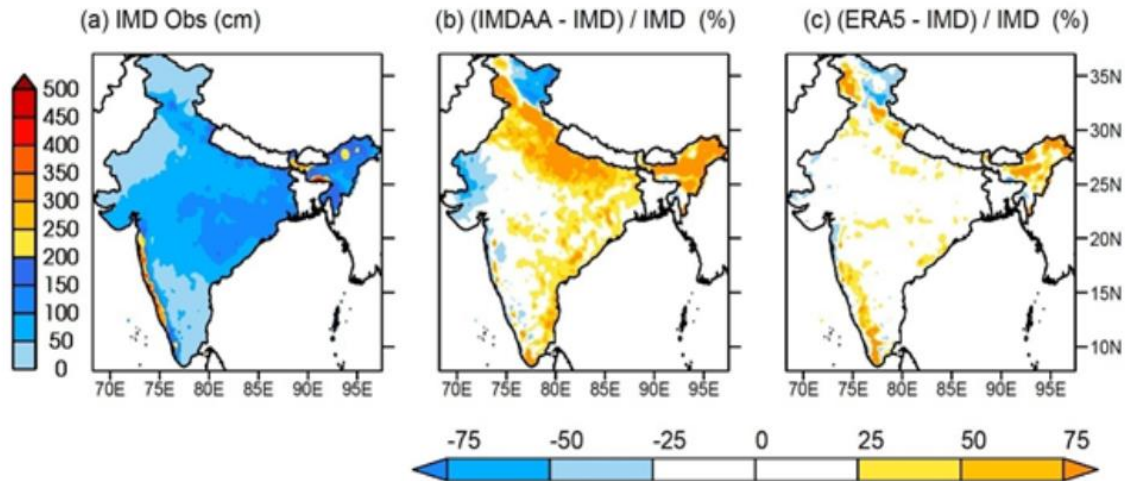 (a) IMD Obs (cm)
(b) (IMDAA - IMD) / IMD (%)
(c) (ERA5 - IMD) / IMD (%)
500
450
400
350
300
250
200
150
100
50
0
35N
30N
25N
20N
15N
10N
70E 75E 80E 85E 90E 95E
70E 75E 80E 85E 90E 95E
70E 75E 80E 85E 90E 95E
-75 -50 -25 0 25 50 75